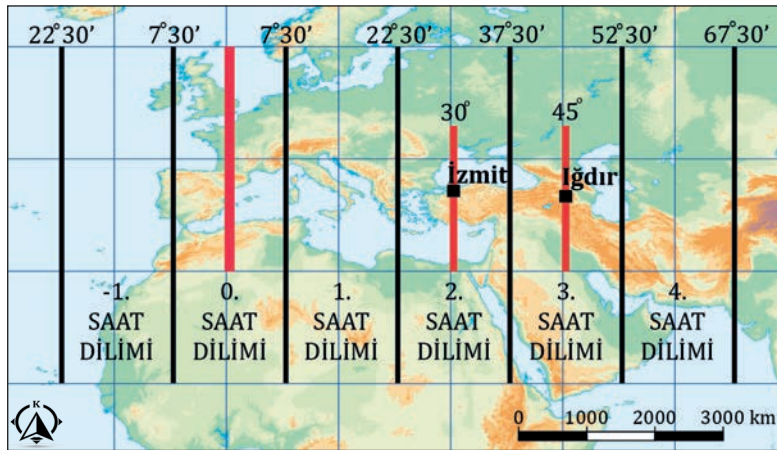 22°30' 7°30' 7°30' 22°30' 37°30' 52°30' 67°30'
30° 45°
İzmit Iğdır
-1. SAAT DİLİMİ
0. SAAT DİLİMİ
1. SAAT DİLİMİ
2. SAAT DİLİMİ
3. SAAT DİLİMİ
4. SAAT DİLİMİ
K
0 1000 2000 3000 km